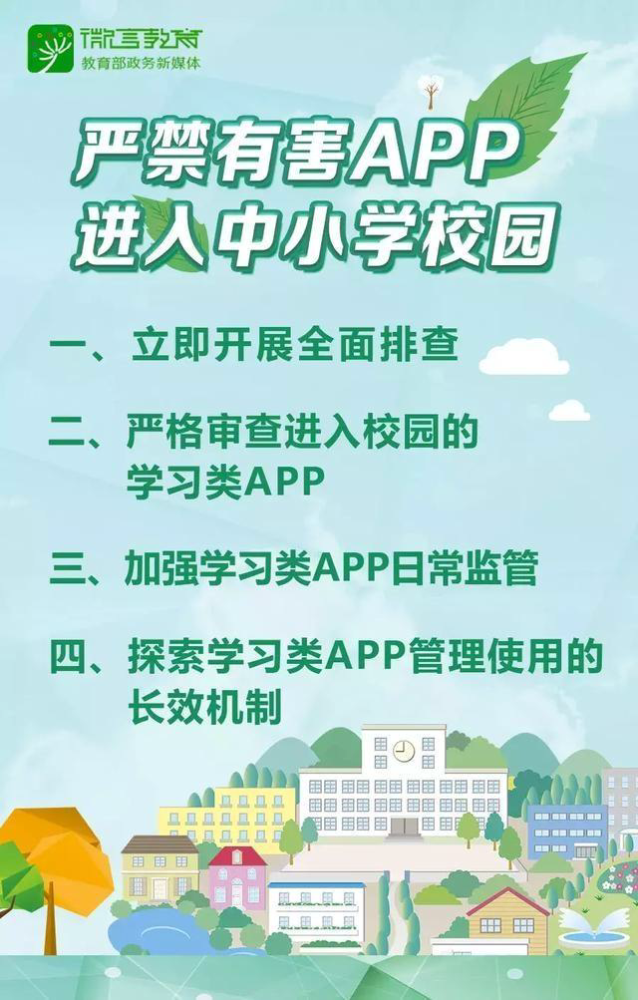 微言教育
教育部政务新媒体
严禁有害APP
进入中小学校园
一、立即开展全面排查
二、严格审查进入校园的
学习类APP
三、加强学习类APP日常监管
四、探索学习类APP管理使用的
长效机制